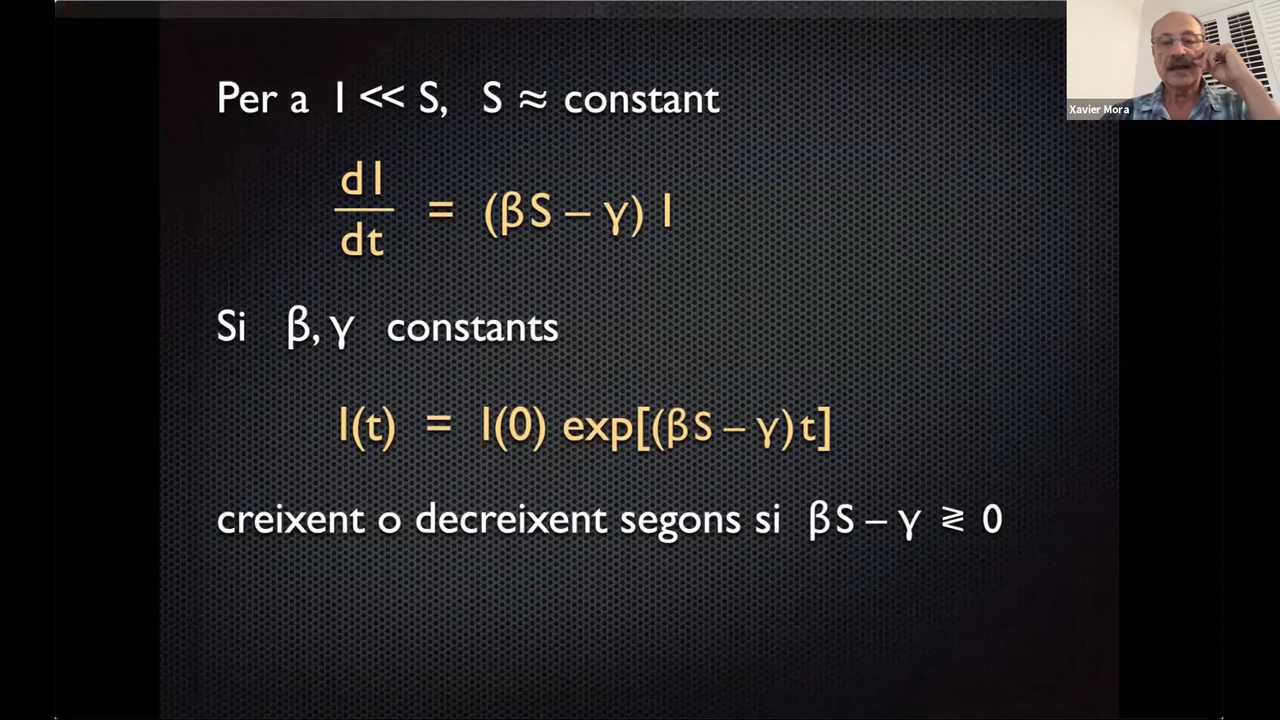 Per a I << S, S ≈ constant
dI
dt
= (βS – γ) I
Si β, γ constants
I(t) = I(0) exp[(βS – γ) t]
creixent o decreixent segons si βS – γ ≷ 0
Xavier Mora